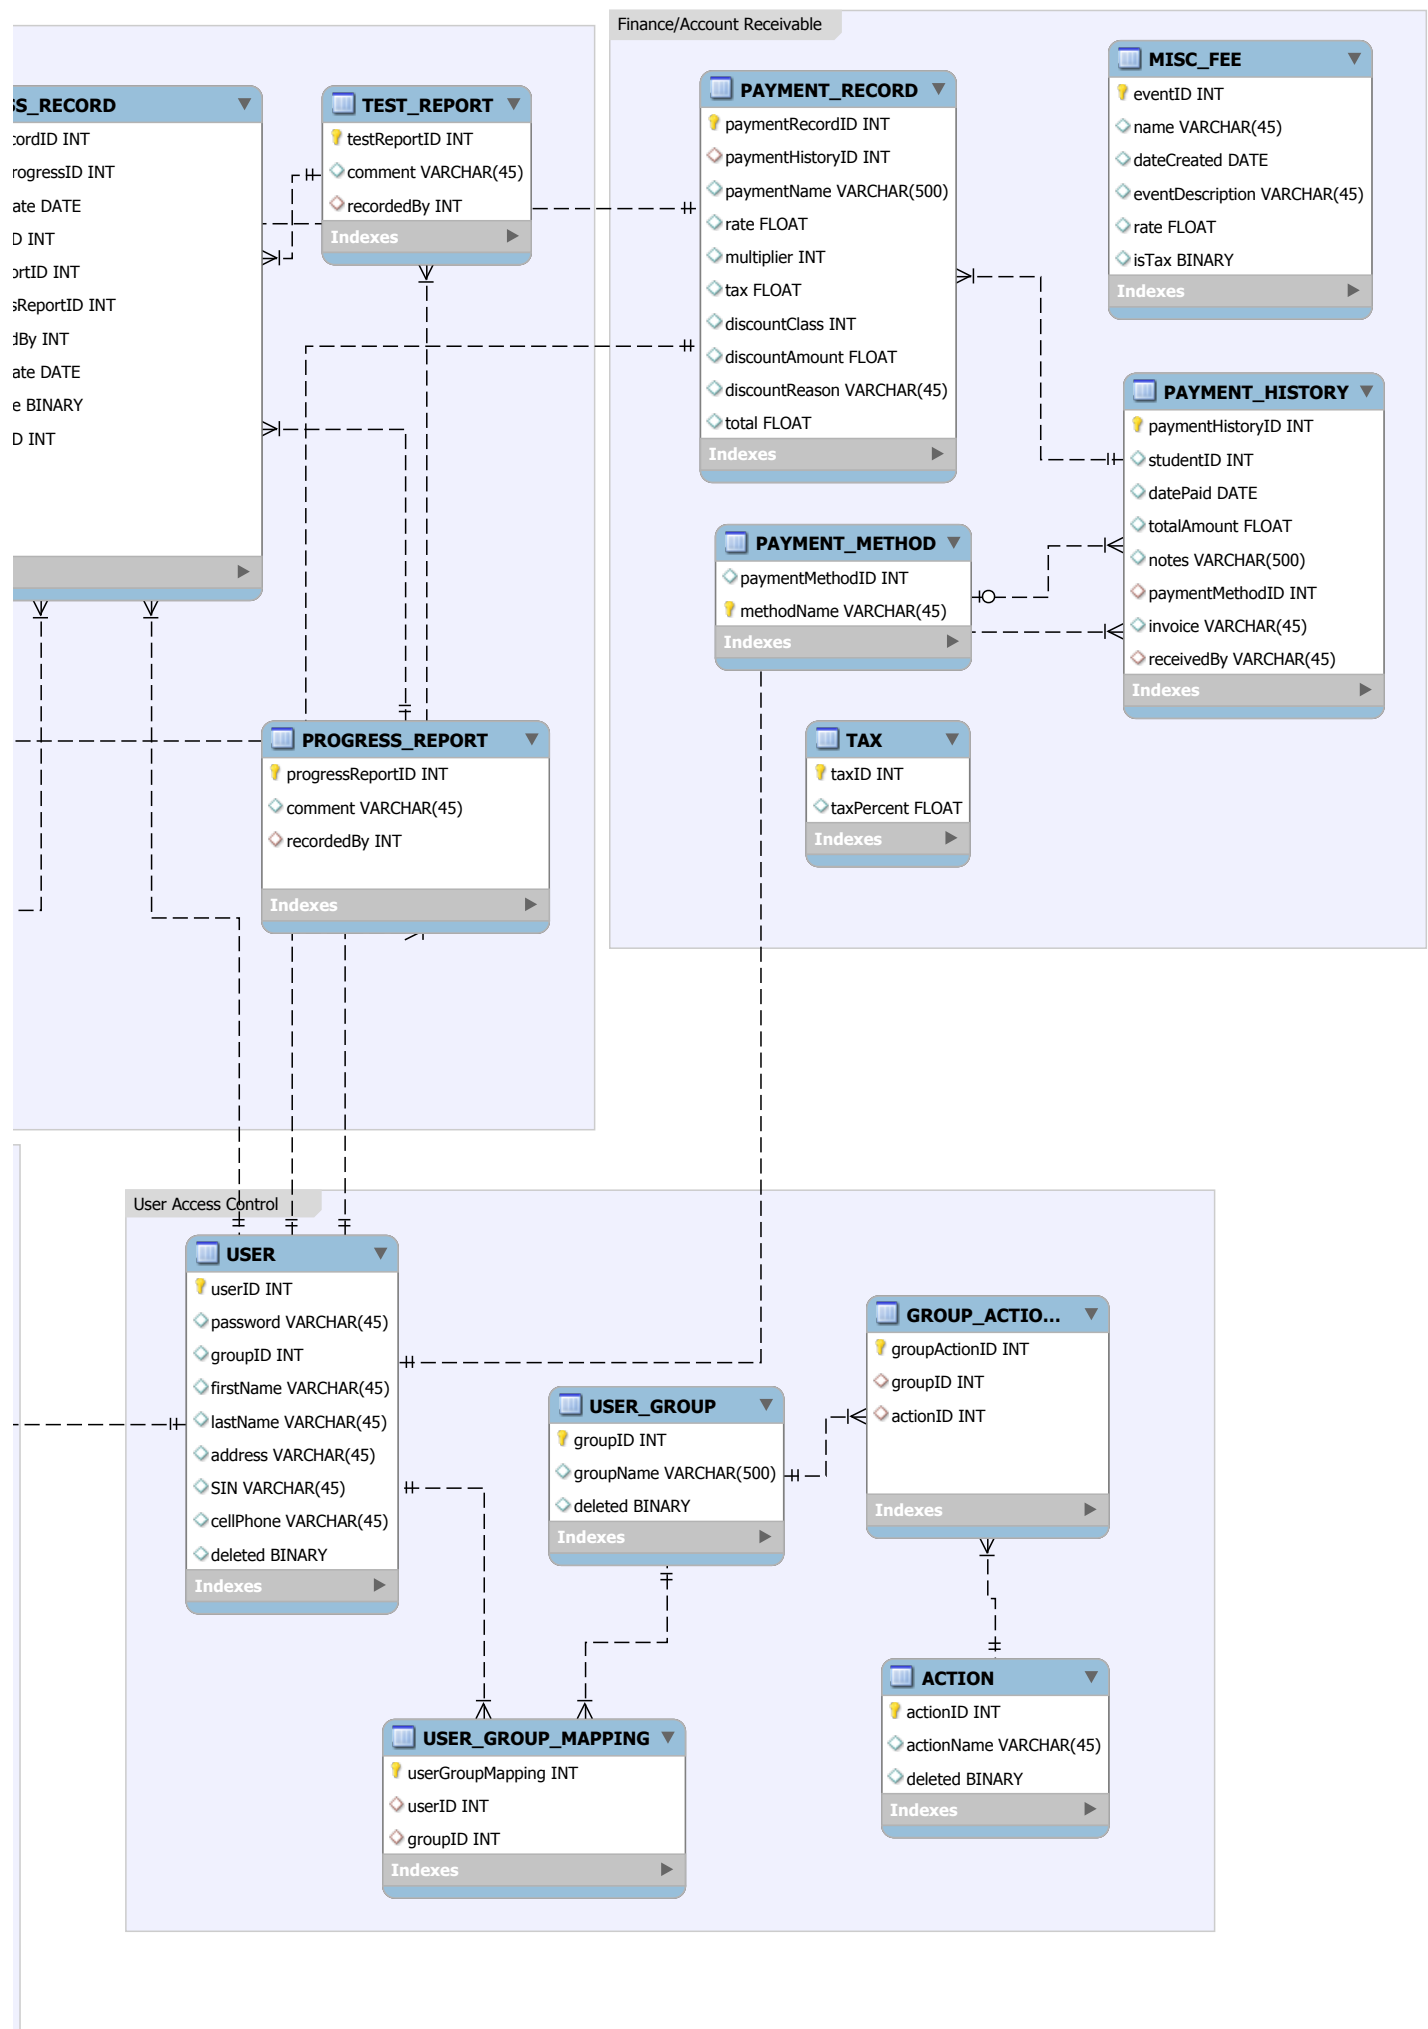 Finance/Account Receivable
SS_RECORD
cordID INT
rogressID INT
ate DATE
D INT
ortID INT
sReportID INT
dBy INT
ate DATE
e BINARY
D INT
TEST_REPORT
testReportID INT
comment VARCHAR(45)
recordedBy INT
Indexes
PAYMENT_RECORD
paymentRecordID INT
paymentHistoryID INT
paymentName VARCHAR(500)
rate FLOAT
multiplier INT
tax FLOAT
discountClass INT
discountAmount FLOAT
discountReason VARCHAR(45)
total FLOAT
Indexes
MISC_FEE
eventID INT
name VARCHAR(45)
dateCreated DATE
eventDescription VARCHAR(45)
rate FLOAT
isTax BINARY
Indexes
PAYMENT_HISTORY
paymentHistoryID INT
studentID INT
datePaid DATE
totalAmount FLOAT
notes VARCHAR(500)
paymentMethodID INT
invoice VARCHAR(45)
receivedBy VARCHAR(45)
Indexes
PAYMENT_METHOD
paymentMethodID INT
methodName VARCHAR(45)
Indexes
TAX
taxID INT
taxPercent FLOAT
Indexes
PROGRESS_REPORT
progressReportID INT
comment VARCHAR(45)
recordedBy INT
Indexes
User Access Control
USER
userID INT
password VARCHAR(45)
groupID INT
firstName VARCHAR(45)
lastName VARCHAR(45)
address VARCHAR(45)
SIN VARCHAR(45)
cellPhone VARCHAR(45)
deleted BINARY
Indexes
USER_GROUP
groupID INT
groupName VARCHAR(500)
deleted BINARY
Indexes
GROUP_ACTIO...
groupActionID INT
groupID INT
actionID INT
Indexes
ACTION
actionID INT
actionName VARCHAR(45)
deleted BINARY
Indexes
USER_GROUP_MAPPING
userGroupMapping INT
userID INT
groupID INT
Indexes